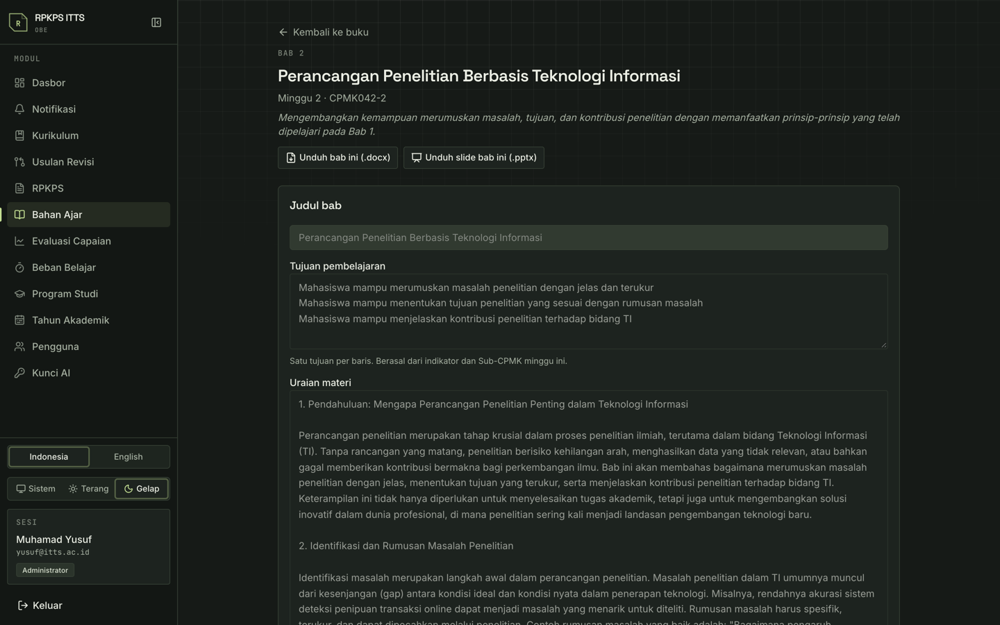 R
RPKPS ITTS
OBE
MODUL
Dasbor
Notifikasi
Kurikulum
Usulan Revisi
RPKPS
Bahan Ajar
Evaluasi Capaian
Beban Belajar
Program Studi
Tahun Akademik
Pengguna
Kunci AI
Indonesia
English
Sistem
Terang
Gelap
SESI
Muhamad Yusuf
yusuf@itts.ac.id
Administrator
Keluar
Kembali ke buku
BAB 2
Perancangan Penelitian Berbasis Teknologi Informasi
Minggu 2 · CPMK042-2
Mengembangkan kemampuan merumuskan masalah, tujuan, dan kontribusi penelitian dengan memanfaatkan prinsip-prinsip yang telah
dipelajari pada Bab 1.
Unduh bab ini (.docx)
Unduh slide bab ini (.pptx)
Judul bab
Perancangan Penelitian Berbasis Teknologi Informasi
Tujuan pembelajaran
Mahasiswa mampu merumuskan masalah penelitian dengan jelas dan terukur
Mahasiswa mampu menentukan tujuan penelitian yang sesuai dengan rumusan masalah
Mahasiswa mampu menjelaskan kontribusi penelitian terhadap bidang TI
Satu tujuan per baris. Berasal dari indikator dan Sub-CPMK minggu ini.
Uraian materi
1. Pendahuluan: Mengapa Perancangan Penelitian Penting dalam Teknologi Informasi
Perancangan penelitian merupakan tahap krusial dalam proses penelitian ilmiah, terutama dalam bidang Teknologi Informasi
(TI). Tanpa rancangan yang matang, penelitian berisiko kehilangan arah, menghasilkan data yang tidak relevan, atau bahkan
gagal memberikan kontribusi bermakna bagi perkembangan ilmu. Bab ini akan membahas bagaimana merumuskan masalah
penelitian dengan jelas, menentukan tujuan yang terukur, serta menjelaskan kontribusi penelitian terhadap bidang TI.
Keterampilan ini tidak hanya diperlukan untuk menyelesaikan tugas akademik, tetapi juga untuk mengembangkan solusi
inovatif dalam dunia profesional, di mana penelitian sering kali menjadi landasan pengembangan teknologi baru.
2. Identifikasi dan Rumusan Masalah Penelitian
Identifikasi masalah merupakan langkah awal dalam perancangan penelitian. Masalah penelitian dalam TI umumnya muncul
dari kesenjangan (gap) antara kondisi ideal dan kondisi nyata dalam penerapan teknologi. Misalnya, rendahnya akurasi sistem
deteksi penipuan transaksi online dapat menjadi masalah yang menarik untuk diteliti. Rumusan masalah harus spesifik,
terukur, dan dapat dipecahkan melalui penelitian. Contoh rumusan masalah yang baik adalah: "Bagaimana pengaruh